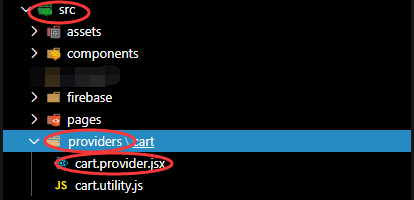 src
assets
components
firebase
pages
providers \ cart
cart.provider.jsx
JS cart.utility.js